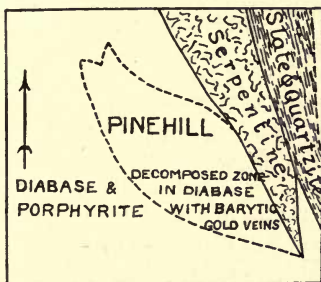 Slate & quartzite
Serpentine
PINEHILL
DIABASE &
PORPHYRITE
DECOMPOSED ZONE
IN DIABASE
WITH BARYTIC
GOLD VEINS